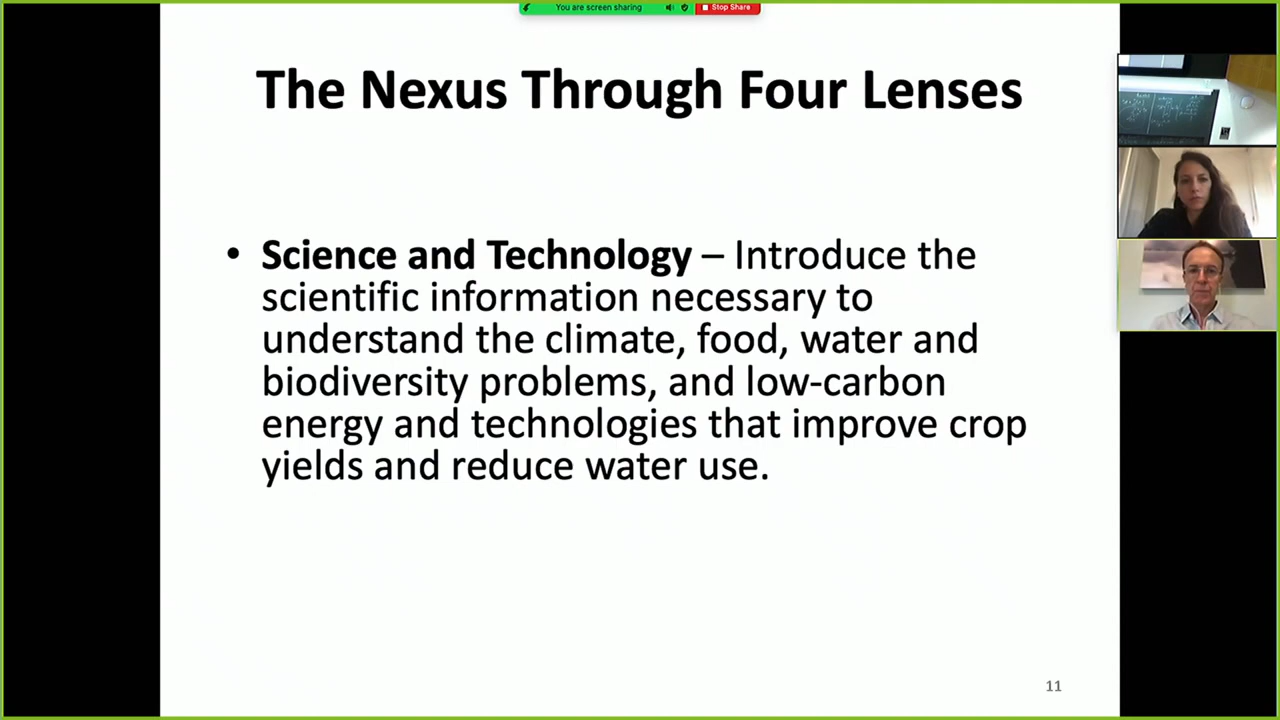 You are screen sharing
Stop Share
The Nexus Through Four Lenses
• Science and Technology – Introduce the
scientific information necessary to
understand the climate, food, water and
biodiversity problems, and low-carbon
energy and technologies that improve crop
yields and reduce water use.
11